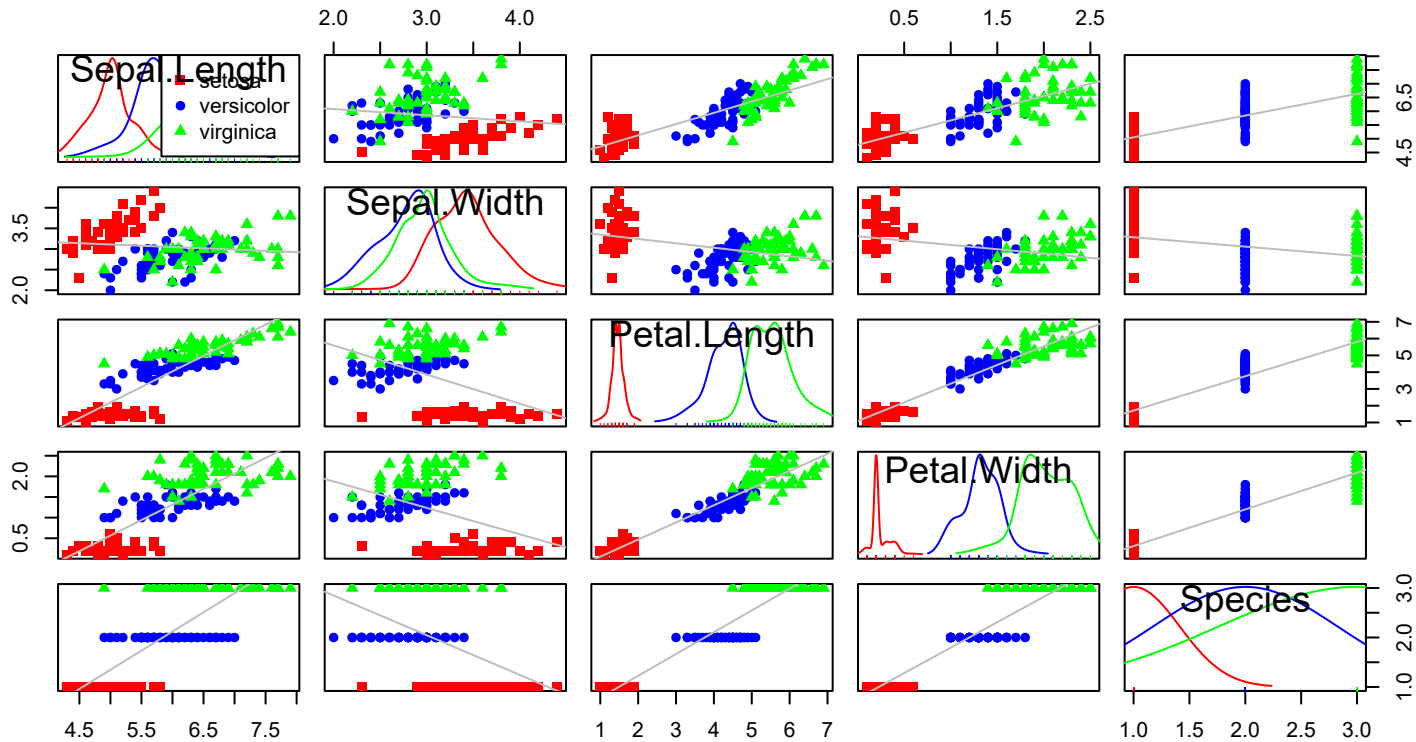 2.0 3.0 4.0 0.5 1.5 2.5
Sepal.Length
setosa
versicolor
virginica
4.5 6.5
Sepal.Width
2.0 3.5
Petal.Length
1 3 5 7
Petal.Width
0.5 2.0
Species
1.0 2.0 3.0
4.5 5.5 6.5 7.5 1 2 3 4 5 6 7 1.0 1.5 2.0 2.5 3.0